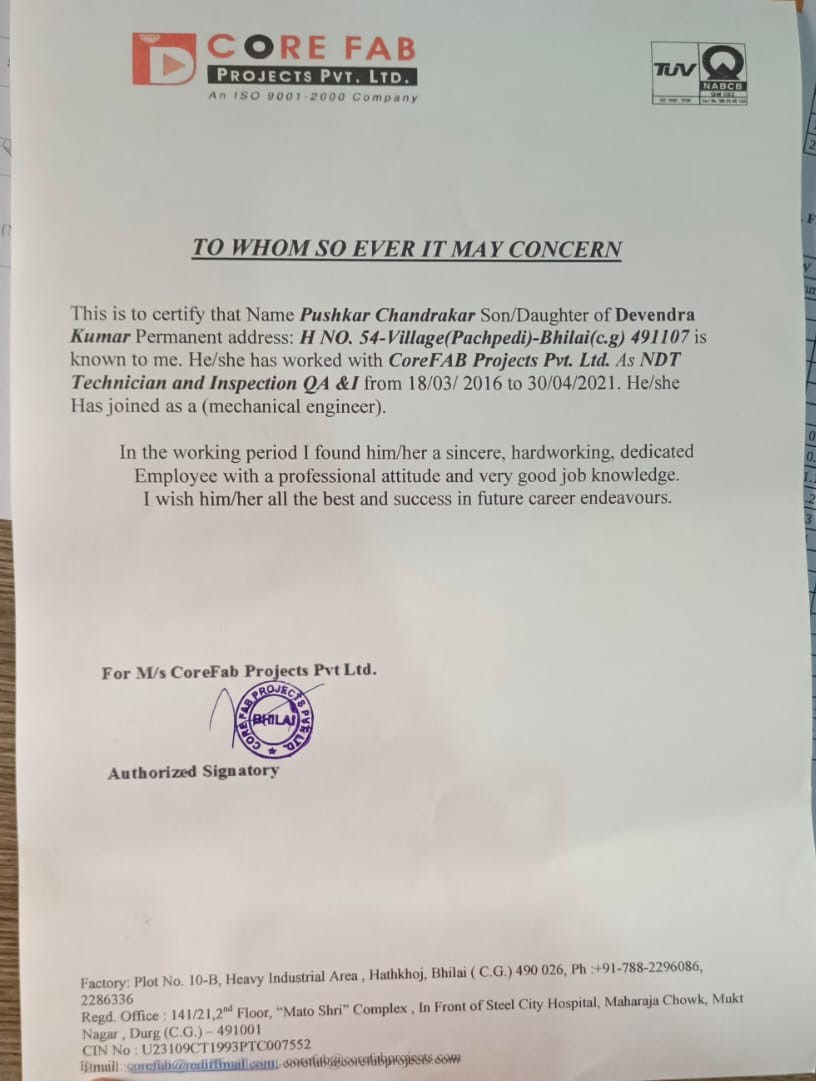 CORE FAB
PROJECTS PVT. LTD.
An ISO 9001-2000 Company
TUV
NABCB
TO WHOM SO EVER IT MAY CONCERN
This is to certify that Name Pushkar Chandrakar Son/Daughter of Devendra
Kumar Permanent address: H NO. 54-Village(Pachpedi)-Bhilai(c.g) 491107 is
known to me. He/she has worked with CoreFAB Projects Pvt. Ltd. As NDT
Technician and Inspection QA &I from 18/03/ 2016 to 30/04/2021. He/she
Has joined as a (mechanical engineer).
In the working period I found him/her a sincere, hardworking, dedicated
Employee with a professional attitude and very good job knowledge.
I wish him/her all the best and success in future career endeavours.
For M/s CoreFab Projects Pvt Ltd.
CORE FAB PROJECTS PVT. LTD.
BHILAI
Authorized Signatory
Factory: Plot No. 10-B, Heavy Industrial Area , Hathkhoj, Bhilai ( C.G.) 490 026, Ph :+91-788-2296086,
2286336
Regd. Office : 141/21,2nd Floor, “Mato Shri” Complex , In Front of Steel City Hospital, Maharaja Chowk, Mukt
Nagar , Durg (C.G.) – 491001
CIN No : U23109CT1993PTC007552
Email : corefab@rediffmail.com, corefab@corefabprojects.com